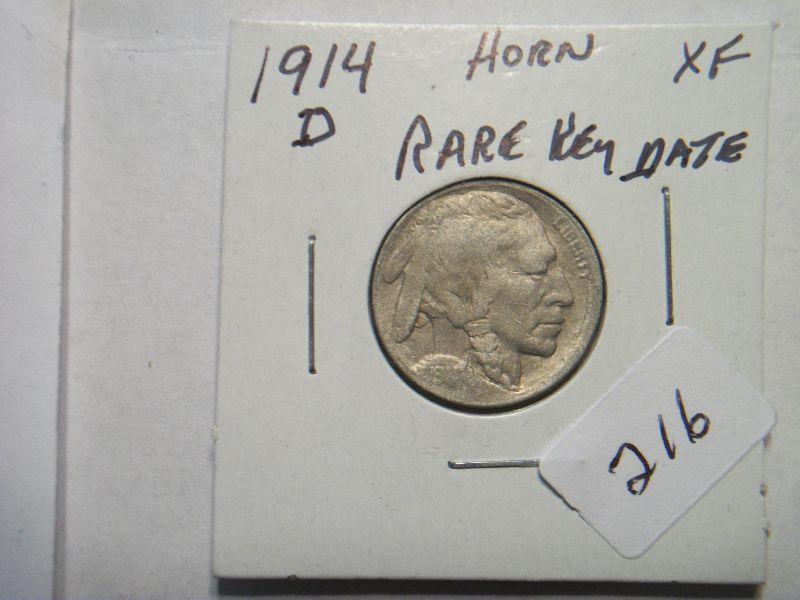 1914 HORN XF
D RARE KEY DATE
LIBERTY
216